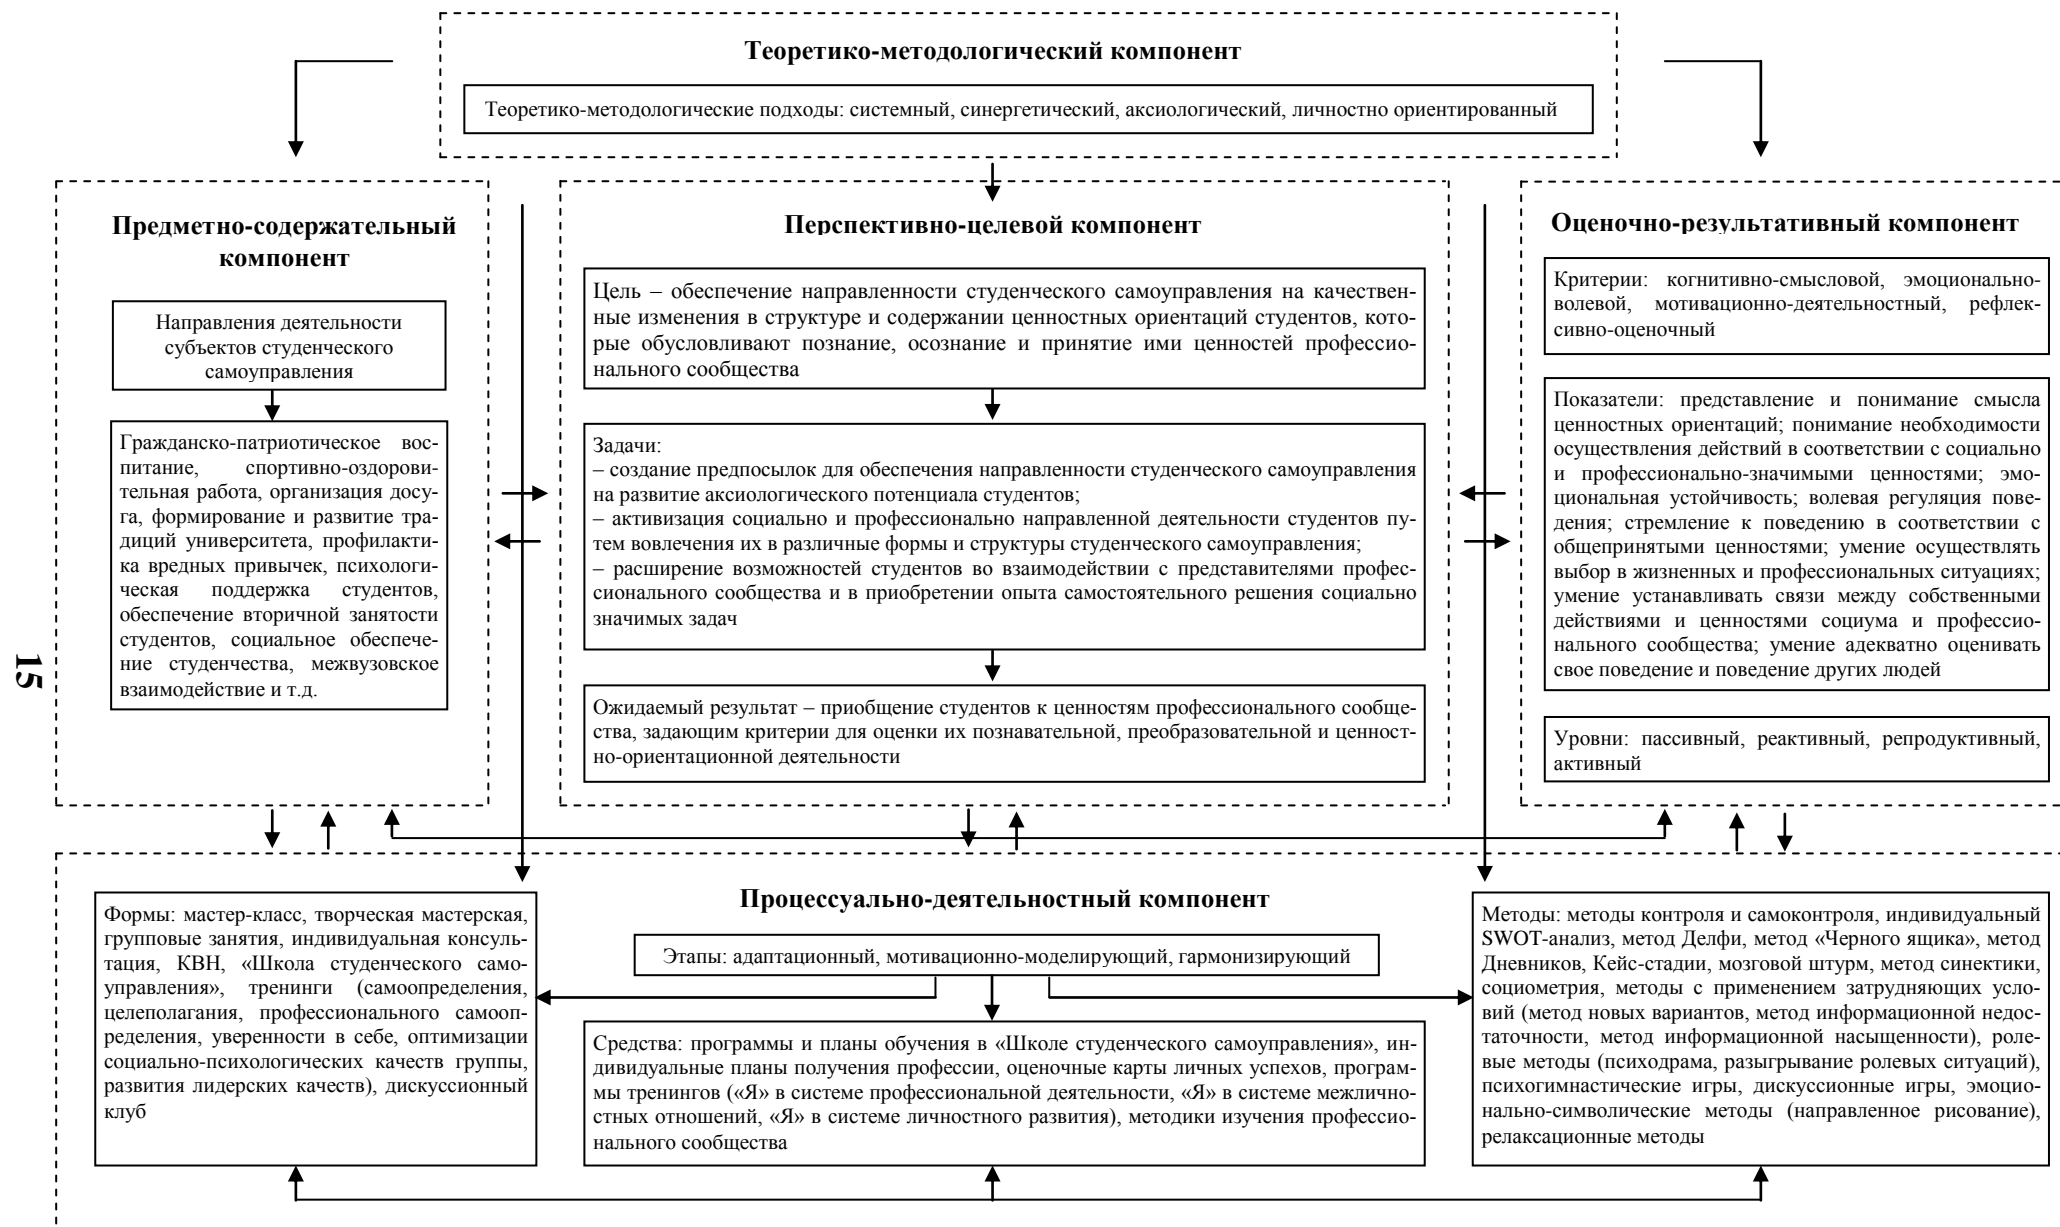 Теоретико-методологический компонент
Теоретико-методологические подходы: системный, синергетический, аксиологический, личностно ориентированный
Предметно-содержательный
компонент
Направления деятельности
субъектов студенческого
самоуправления
Гражданско-патриотическое вос-
питание, спортивно-оздорови-
тельная работа, организация досу-
га, формирование и развитие тра-
диций университета, профилакти-
ка вредных привычек, психологи-
ческая поддержка студентов,
обеспечение вторичной занятости
студентов, социальное обеспече-
ние студенчества, межвузовское
взаимодействие и т.д.
Перспективно-целевой компонент
Цель – обеспечение направленности студенческого самоуправления на качествен-
ные изменения в структуре и содержании ценностных ориентаций студентов, кото-
рые обусловливают познание, осознание и принятие ими ценностей профессио-
нального сообщества
Задачи:
– создание предпосылок для обеспечения направленности студенческого самоуправления
на развитие аксиологического потенциала студентов;
– активизация социально и профессионально направленной деятельности студентов пу-
тем вовлечения их в различные формы и структуры студенческого самоуправления;
– расширение возможностей студентов во взаимодействии с представителями профес-
сионального сообщества и в приобретении опыта самостоятельного решения социально
значимых задач
Ожидаемый результат – приобщение студентов к ценностям профессионального сообще-
ства, задающим критерии для оценки их познавательной, преобразовательной и ценност-
но-ориентационной деятельности
Оценочно-результативный компонент
Критерии: когнитивно-смысловой, эмоционально-
волевой, мотивационно-деятельностный, рефлек-
сивно-оценочный
Показатели: представление и понимание смысла
ценностных ориентаций; понимание необходимости
осуществления действий в соответствии с социально
и профессионально-значимыми ценностями; эмо-
циональная устойчивость; волевая регуляция пове-
дения; стремление к поведению в соответствии с
общепринятыми ценностями; умение осуществлять
выбор в жизненных и профессиональных ситуациях;
умение устанавливать связи между собственными
действиями и ценностями социума и профессио-
нального сообщества; умение адекватно оценивать
свое поведение и поведение других людей
Уровни: пассивный, реактивный, репродуктивный,
активный
15
Процессуально-деятельностный компонент
Формы: мастер-класс, творческая мастерская,
групповые занятия, индивидуальная консуль-
тация, КВН, «Школа студенческого само-
управления», тренинги (самоопределения,
целеполагания, профессионального самооп-
ределения, уверенности в себе, оптимизации
социально-психологических качеств группы,
развития лидерских качеств), дискуссионный
клуб
Этапы: адаптационный, мотивационно-моделирующий, гармонизирующий
Средства: программы и планы обучения в «Школе студенческого самоуправления», ин-
дивидуальные планы получения профессии, оценочные карты личных успехов, програм-
мы тренингов («Я» в системе профессиональной деятельности, «Я» в системе межлично-
стных отношений, «Я» в системе личностного развития), методики изучения профессио-
нального сообщества
Методы: методы контроля и самоконтроля, индивидуальный
SWOT-анализ, метод Делфи, метод «Черного ящика», метод
Дневников, Кейс-стадии, мозговой штурм, метод синектики,
социометрия, методы с применением затрудняющих усло-
вий (метод новых вариантов, метод информационной недос-
таточности, метод информационной насыщенности), роле-
вые методы (психодрама, разыгрывание ролевых ситуаций),
психогимнастические игры, дискуссионные игры, эмоцио-
нально-символические методы (направленное рисование),
релаксационные методы